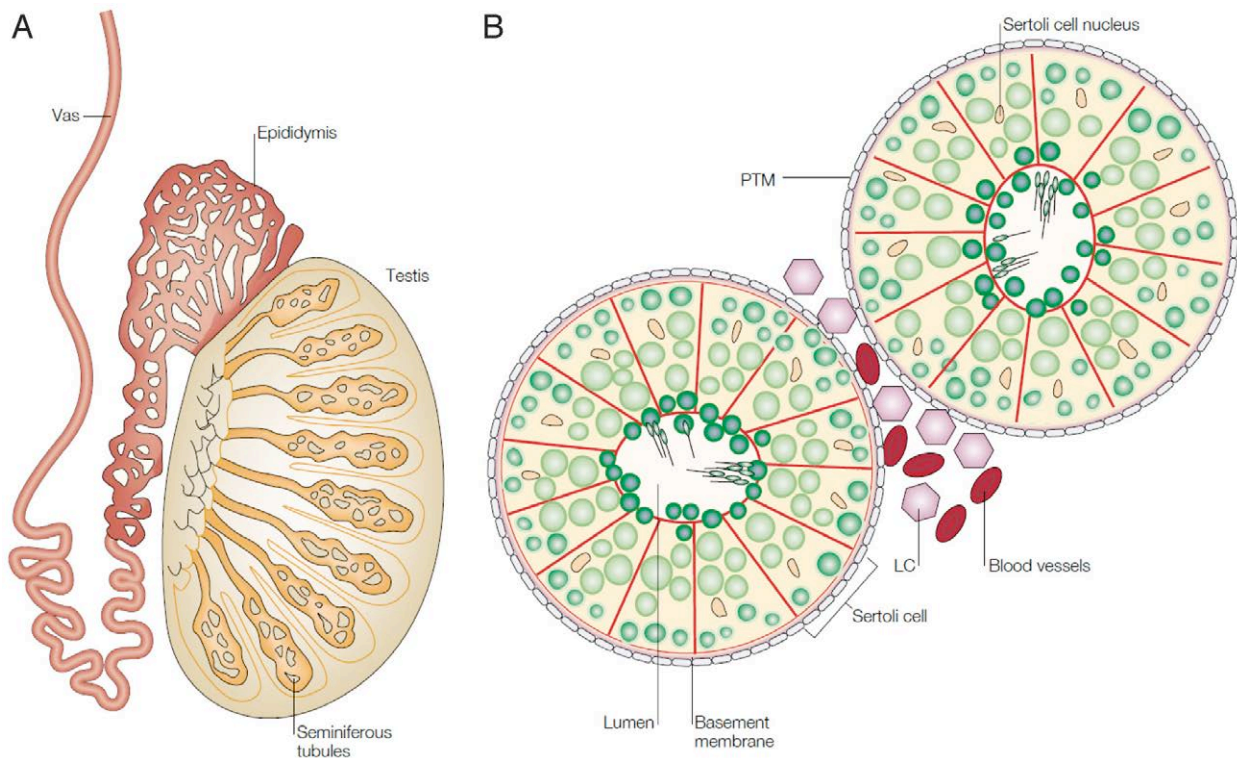 A
Vas
Epididymis
Testis
Seminiferous
tubules
B
Sertoli cell nucleus
PTM
LC
Blood vessels
Sertoli cell
Lumen
Basement
membrane